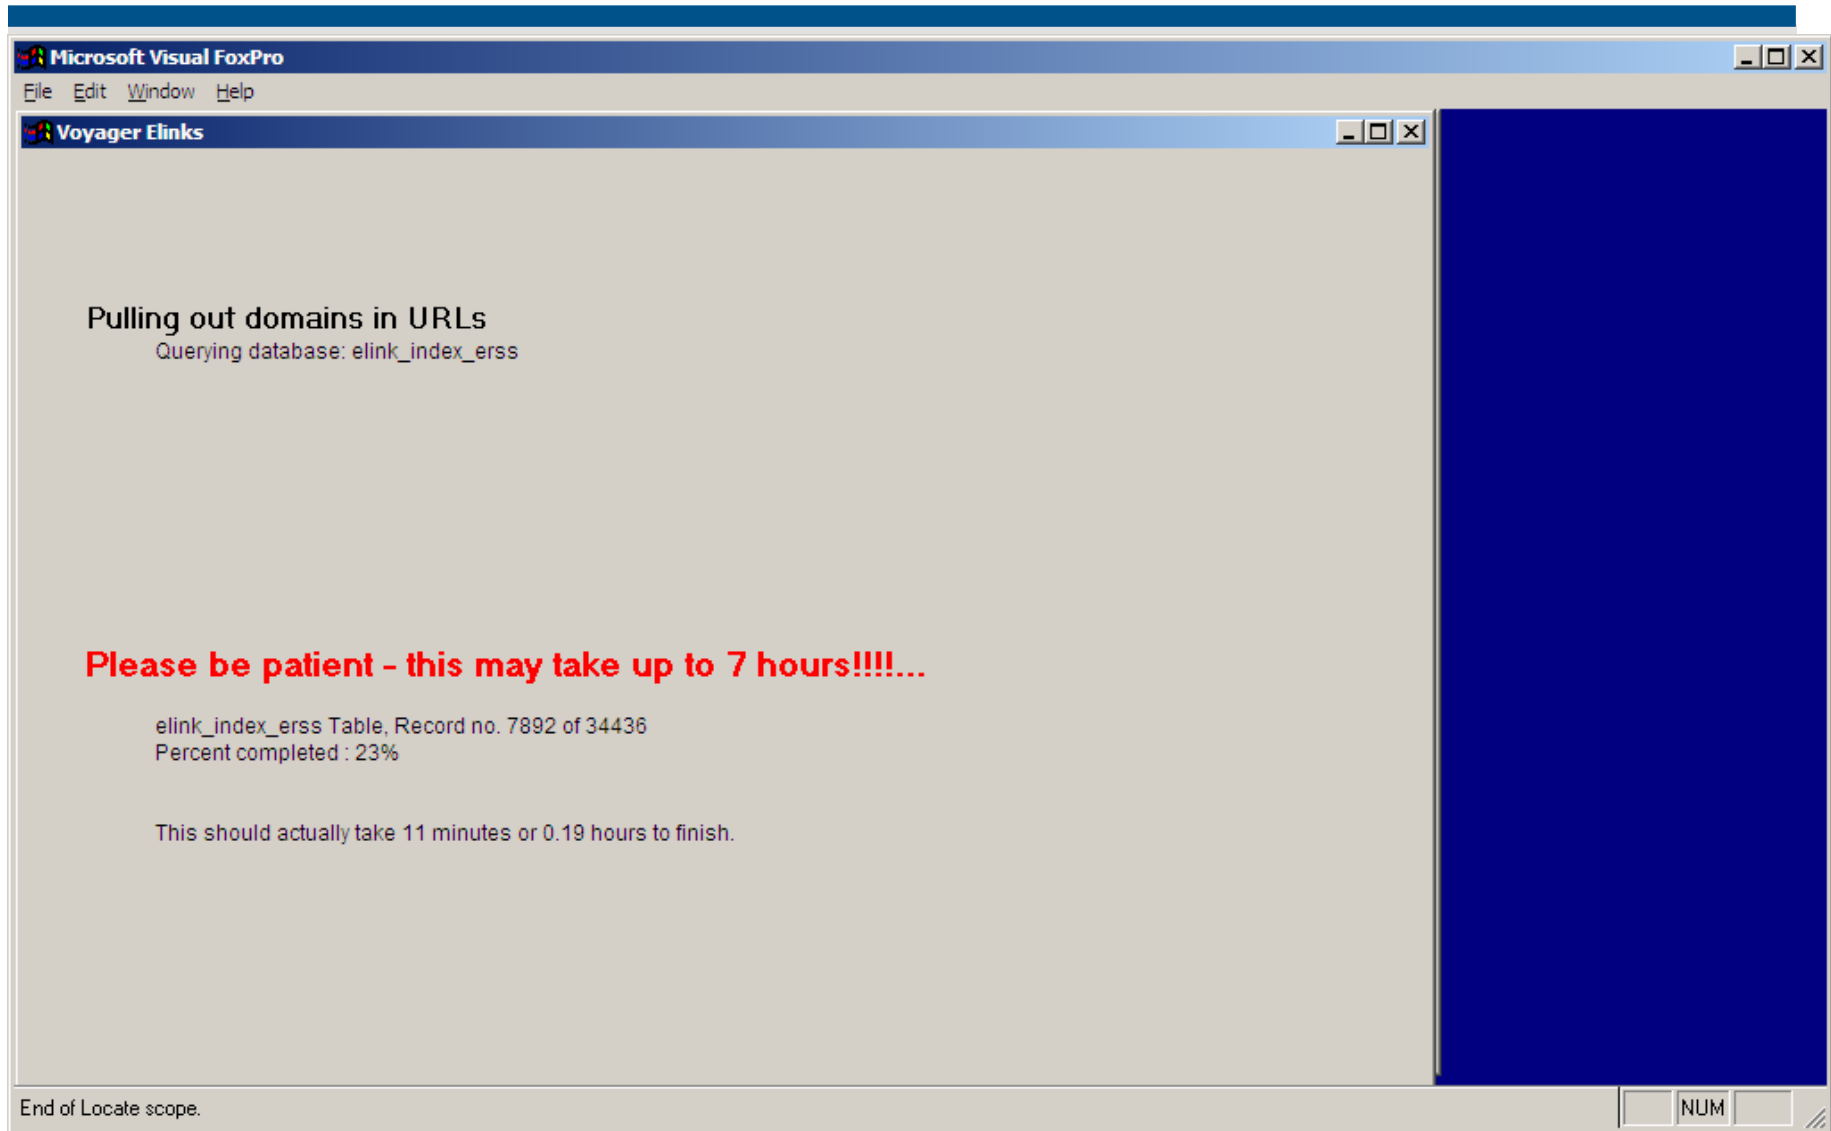 Microsoft Visual FoxPro
File Edit Window Help
Voyager Elinks
Pulling out domains in URLs
Querying database: elink_index_erss
Please be patient - this may take up to 7 hours!!!!...
elink_index_erss Table, Record no. 7892 of 34436
Percent completed : 23%
This should actually take 11 minutes or 0.19 hours to finish.
End of Locate scope.
NUM